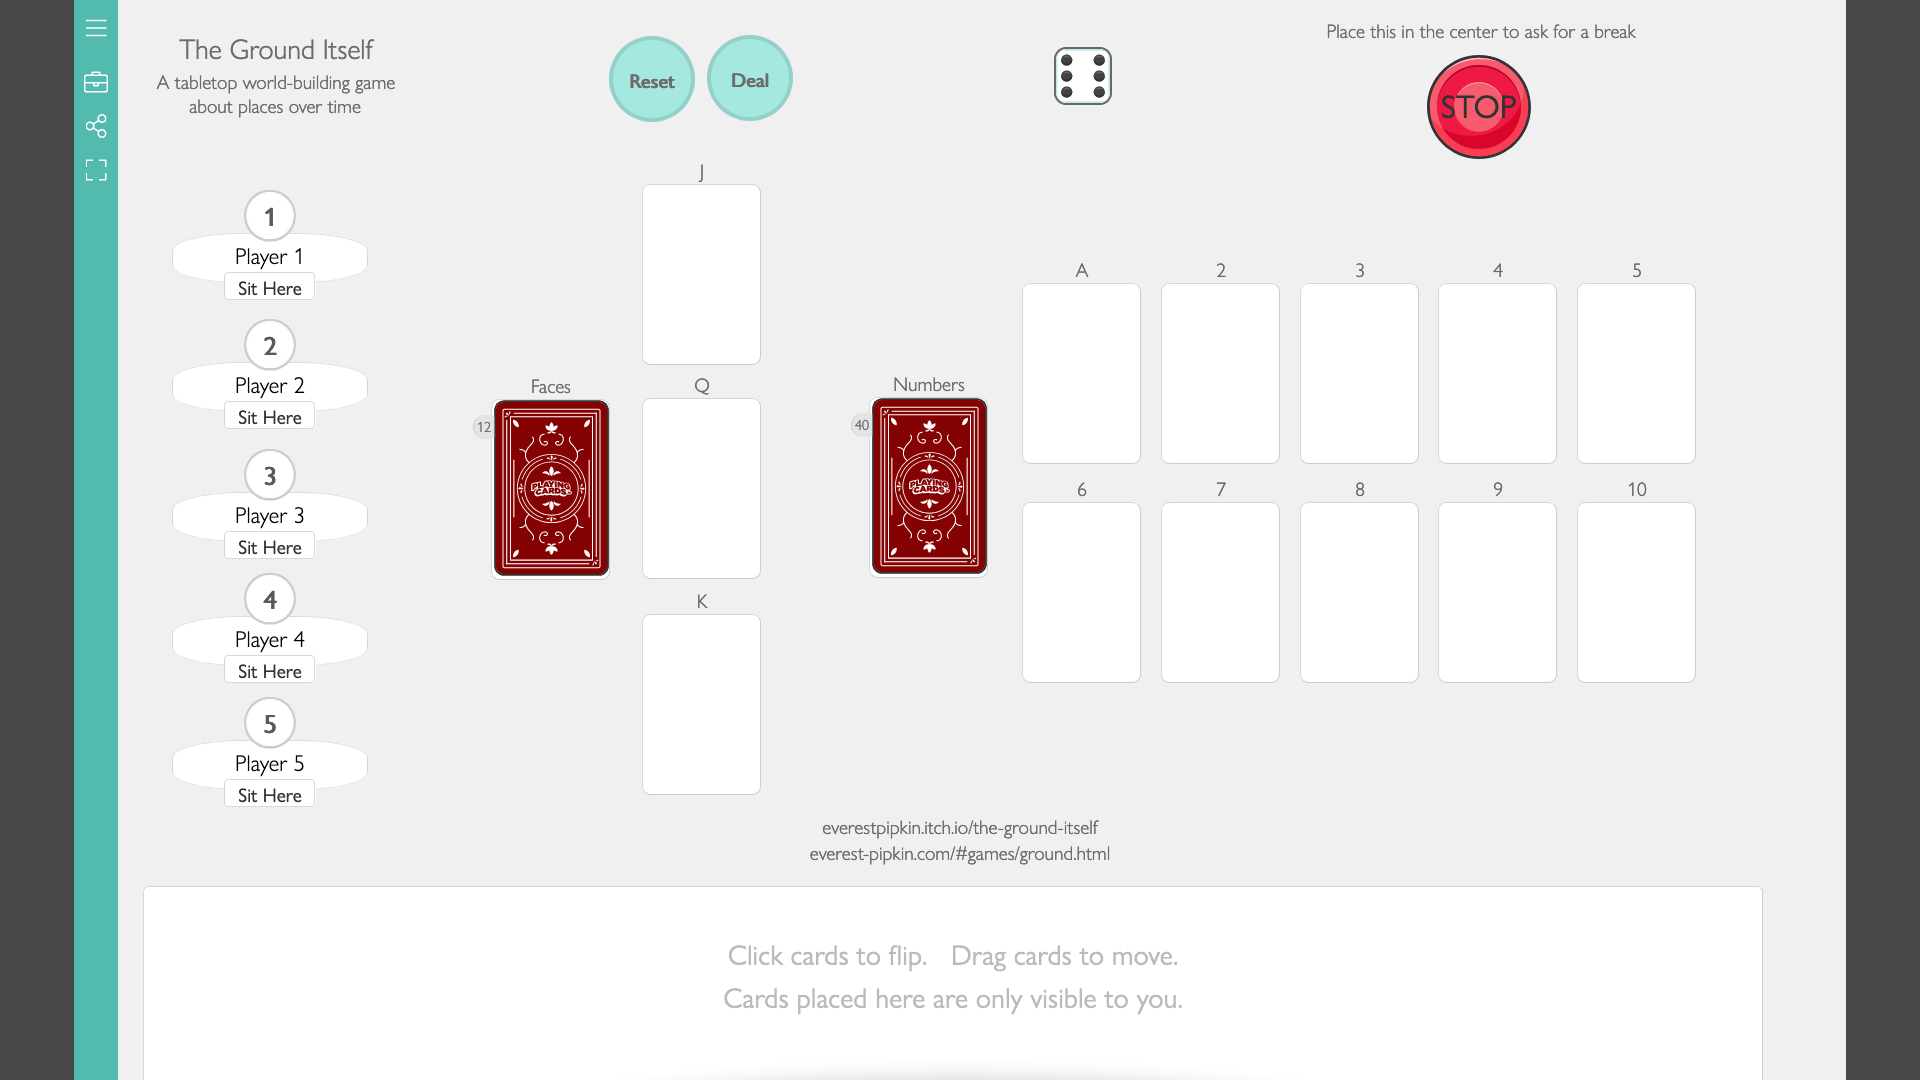 The Ground Itself
A tabletop world-building game
about places over time
Reset
Deal
Place this in the center to ask for a break
STOP
1
Player 1
Sit Here
2
Player 2
Sit Here
3
Player 3
Sit Here
4
Player 4
Sit Here
5
Player 5
Sit Here
J
Faces
12
PLAYING
CARDS
Q
K
Numbers
40
PLAYING
CARDS
A
2
3
4
5
6
7
8
9
10
everestpipkin.itch.io/the-ground-itself
everest-pipkin.com/#games/ground.html
Click cards to flip. Drag cards to move.
Cards placed here are only visible to you.